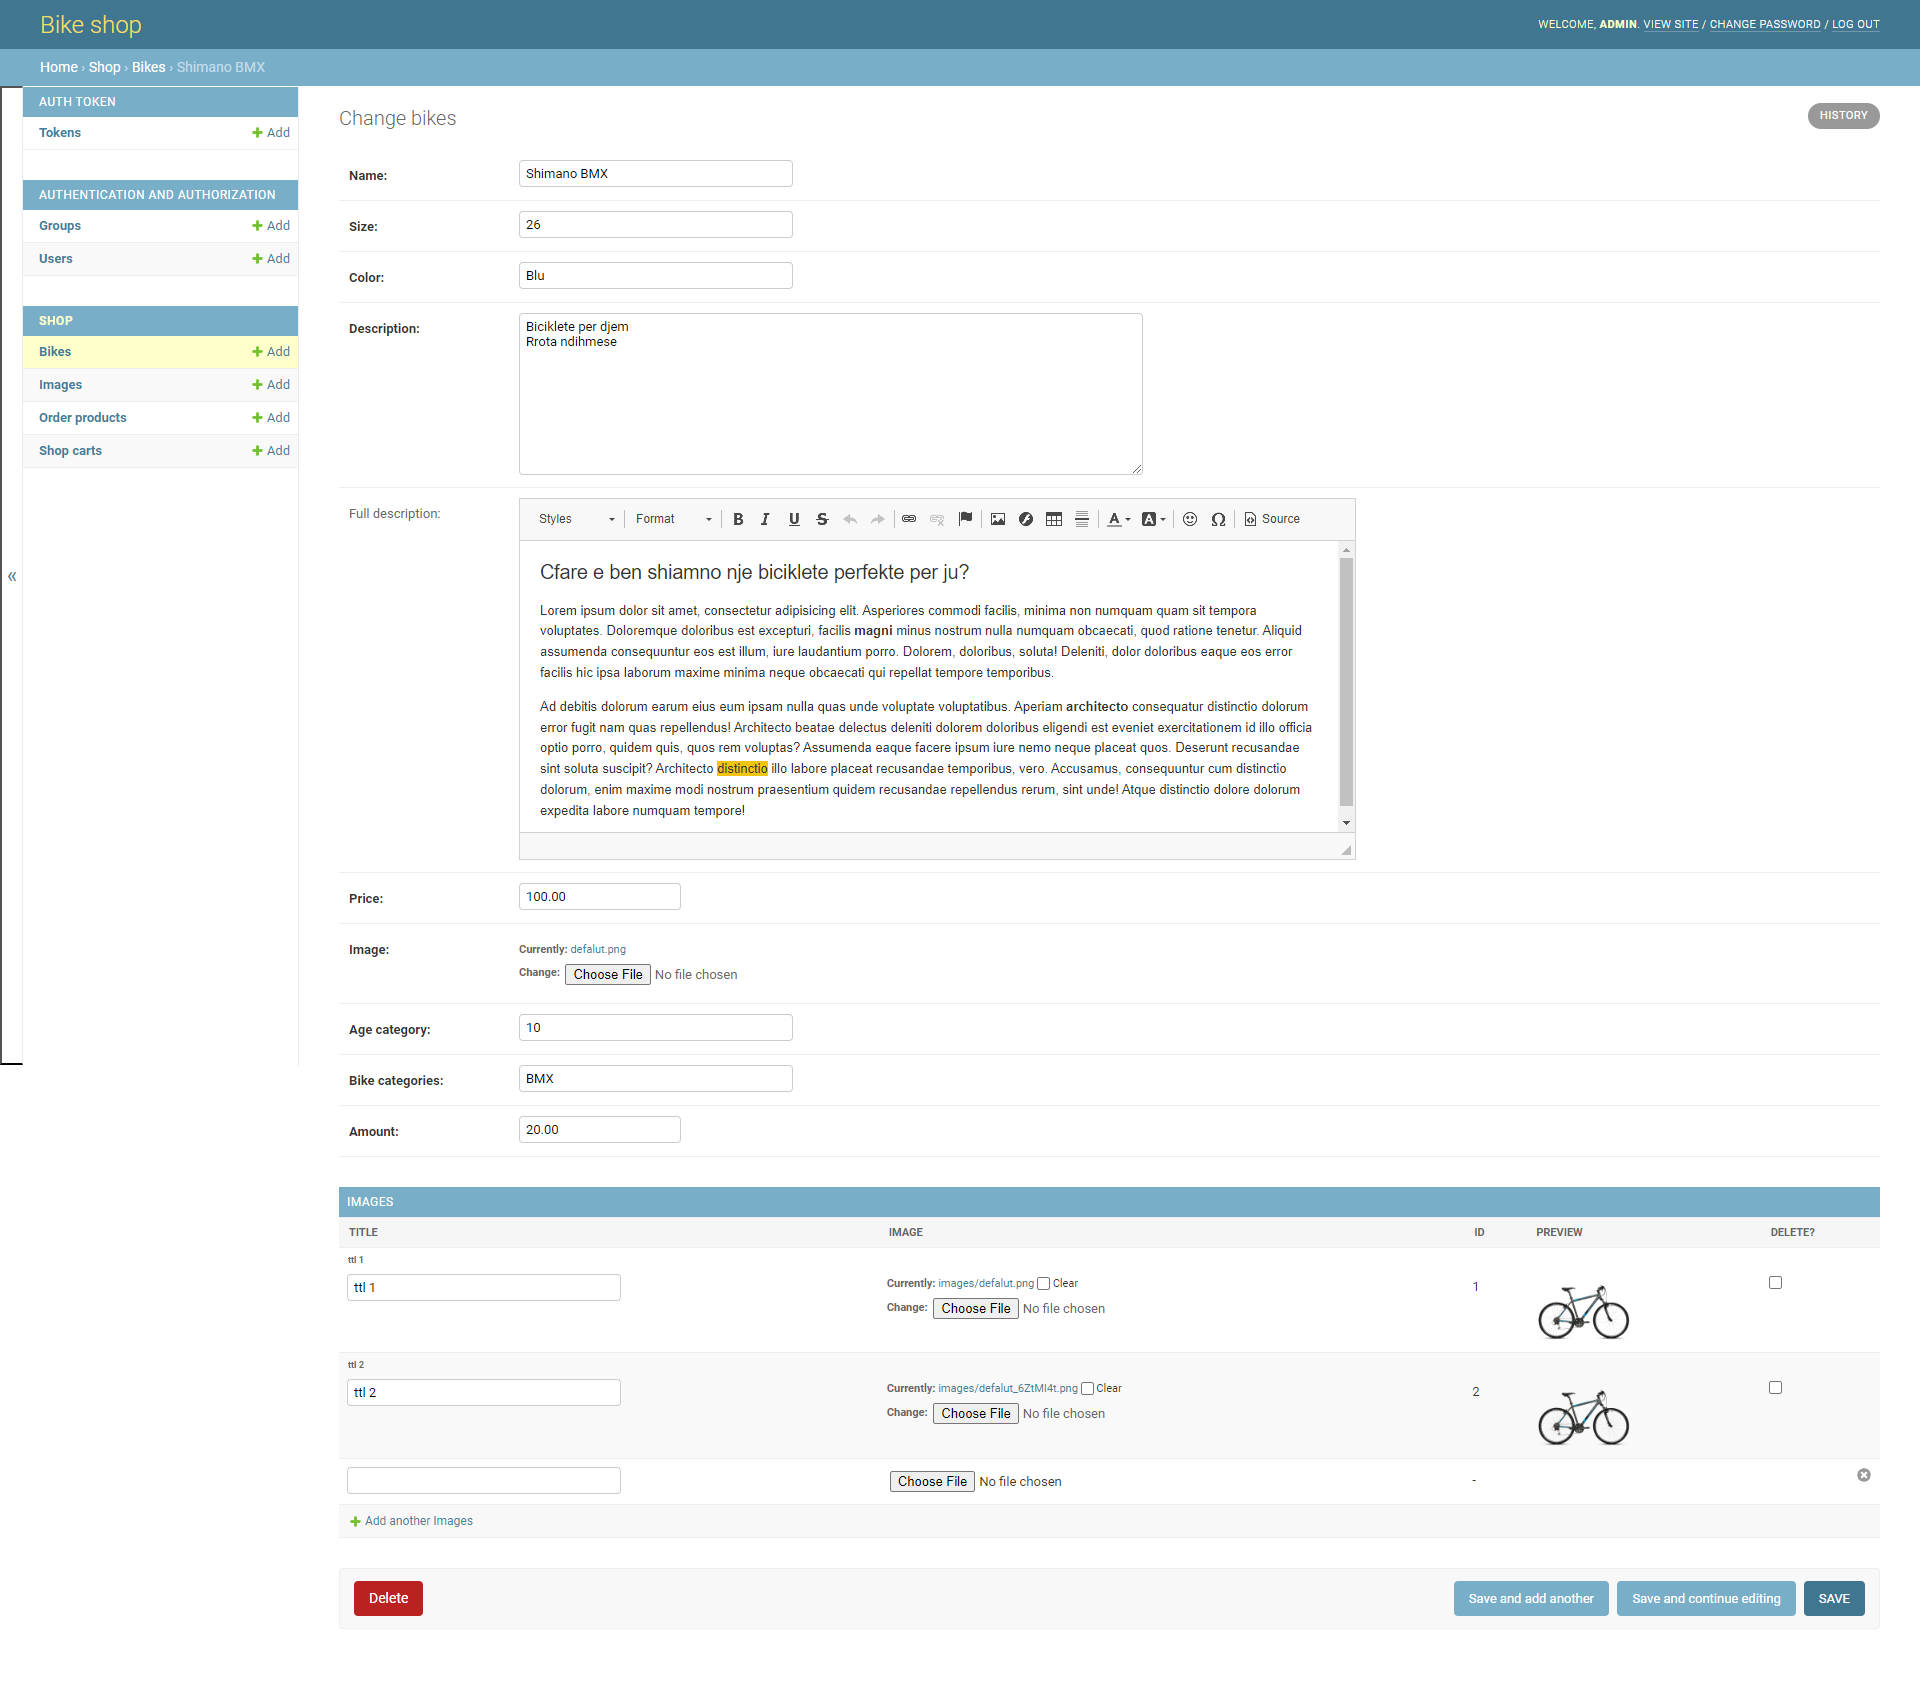 Bike shop
WELCOME, ADMIN. VIEW SITE / CHANGE PASSWORD / LOG OUT
Home › Shop › Bikes › Shimano BMX
AUTH TOKEN
Tokens Add
AUTHENTICATION AND AUTHORIZATION
Groups Add
Users Add
SHOP
Bikes Add
Images Add
Order products Add
Shop carts Add
«
Change bikes
HISTORY
Name: Shimano BMX
Size: 26
Color: Blu
Description: Biciklete per djem
Rrota ndihmese
Full description:
Styles Format B I U S A A Ω Source
Cfare e ben shiamno nje biciklete perfekte per ju?
Lorem ipsum dolor sit amet, consectetur adipisicing elit. Asperiores commodi facilis, minima non numquam quam sit tempora
voluptates. Doloremque doloribus est excepturi, facilis magni minus nostrum nulla numquam obcaecati, quod ratione tenetur. Aliquid
assumenda consequuntur eos est illum, iure laudantium porro. Dolorem, doloribus, soluta! Deleniti, dolor doloribus eaque eos error
facilis hic ipsa laborum maxime minima neque obcaecati qui repellat tempore temporibus.
Ad debitis dolorum earum eius eum ipsam nulla quas unde voluptate voluptatibus. Aperiam architecto consequatur distinctio dolorum
error fugit nam quas repellendus! Architecto beatae delectus deleniti dolorem doloribus eligendi est eveniet exercitationem id illo officia
optio porro, quidem quis, quos rem voluptas? Assumenda eaque facere ipsum iure nemo neque placeat quos. Deserunt recusandae
sint soluta suscipit? Architecto distinctio illo labore placeat recusandae temporibus, vero. Accusamus, consequuntur cum distinctio
dolorum, enim maxime modi nostrum praesentium quidem recusandae repellendus rerum, sint unde! Atque distinctio dolore dolorum
expedita labore numquam tempore!
Price: 100.00
Image: Currently: defalut.png
Change: Choose File No file chosen
Age category: 10
Bike categories: BMX
Amount: 20.00
IMAGES
TITLE IMAGE ID PREVIEW DELETE?
ttl 1
ttl 1 Currently: images/defalut.png Clear 1
Change: Choose File No file chosen
ttl 2
ttl 2 Currently: images/defalut_6ZtMI4t.png Clear 2
Change: Choose File No file chosen
Choose File No file chosen -
Add another Images
Delete Save and add another Save and continue editing SAVE